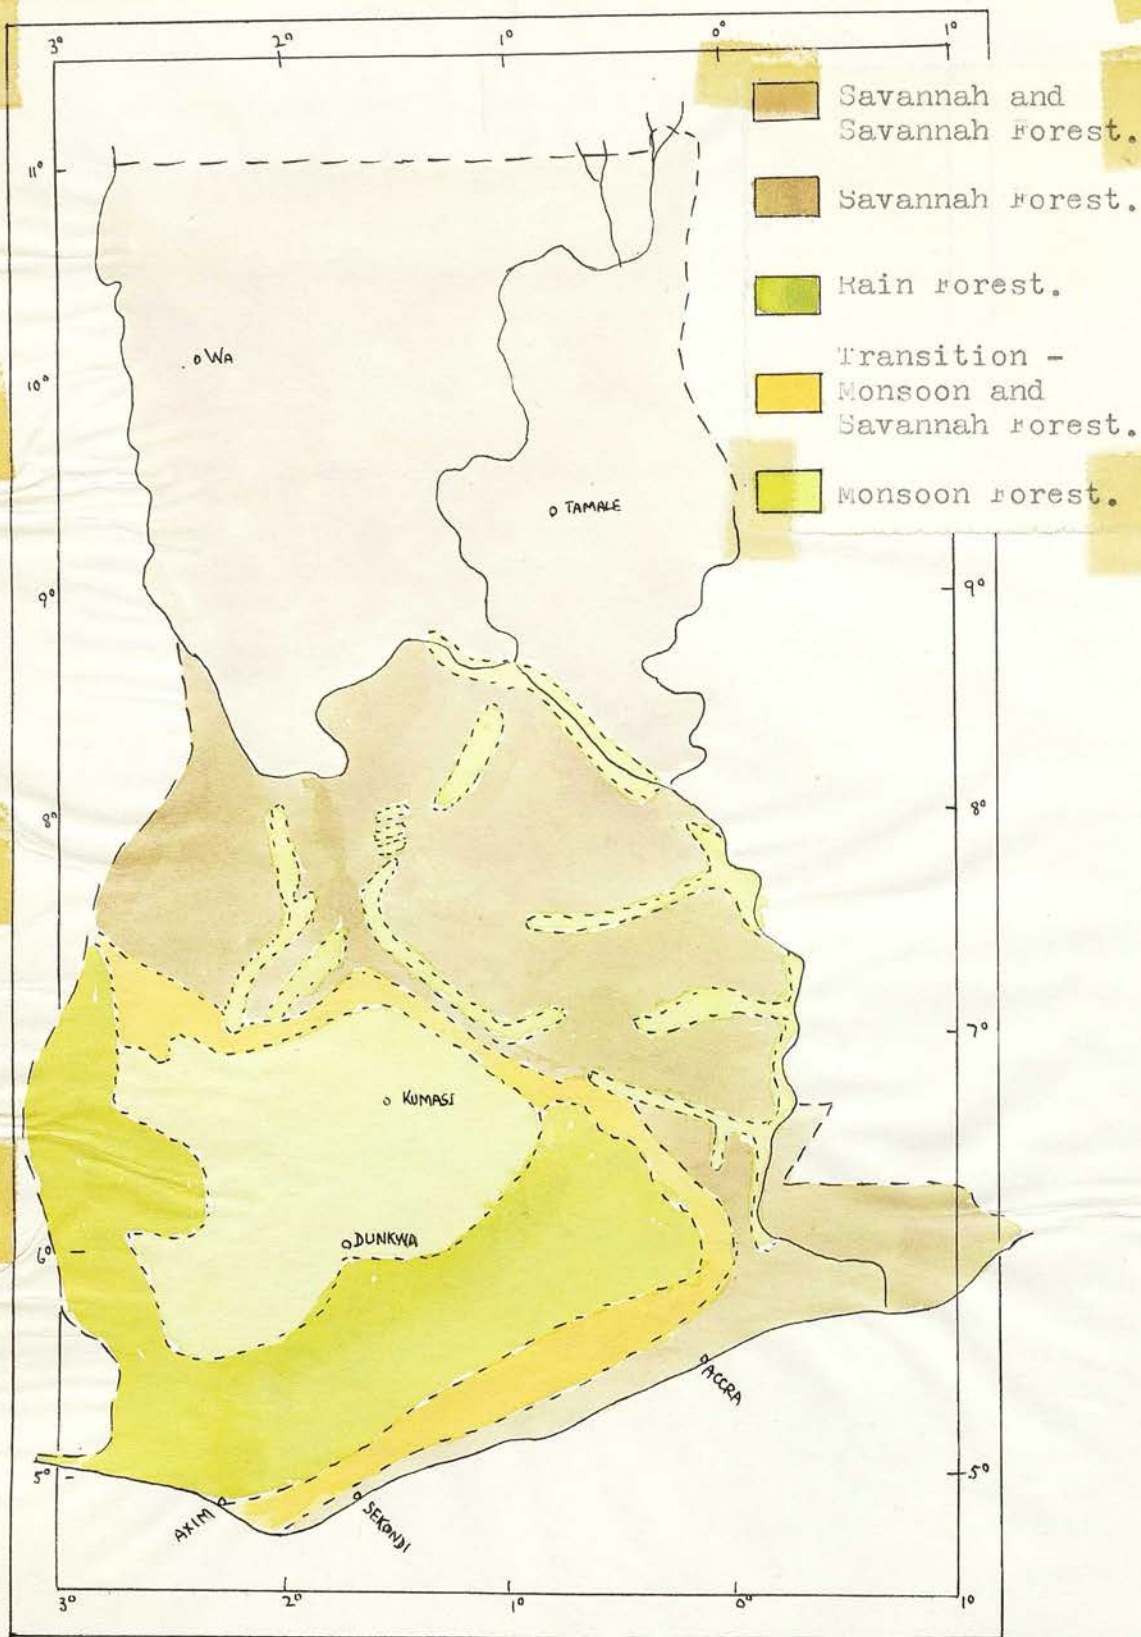 3° 2° 1° 0° 1°
Savannah and
Savannah Forest.
Savannah Forest.
Rain Forest.
Transition -
Monsoon and
Savannah Forest.
Monsoon Forest.
11°
10°
9° 9°
8° 8°
7°
6°
5° 5°
WA
TAMALE
KUMASI
DUNKWA
ACCRA
AXIM
SEKONDI
3° 2° 1° 0° 1°